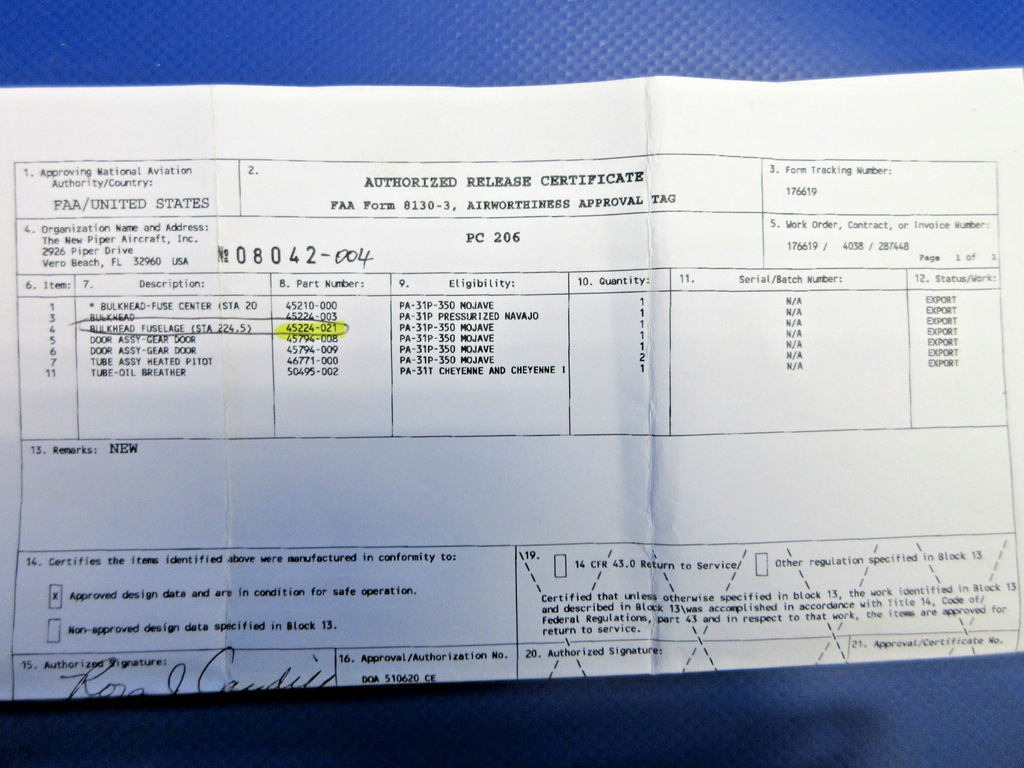 1. Approving National Aviation
Authority/Country:
FAA/UNITED STATES
2.
AUTHORIZED RELEASE CERTIFICATE
FAA Form 8130-3, AIRWORTHINESS APPROVAL TAG
3. Form Tracking Number:
176619
4. Organization Name and Address:
The New Piper Aircraft, Inc.
2926 Piper Drive
Vero Beach, FL 32960 USA
PC 206
№ 08042-004
5. Work Order, Contract, or Invoice Number:
176619 / 4038 / 287448
Page 1 of 1
6. Item: 7. Description: 8. Part Number: 9. Eligibility: 10. Quantity: 11. Serial/Batch Number: 12. Status/Work:
1 * BULKHEAD-FUSE CENTER (STA 20 45210-000 PA-31P-350 MOJAVE 1 N/A EXPORT
3 BULKHEAD 45224-003 PA-31P PRESSURIZED NAVAJO 1 N/A EXPORT
4 BULKHEAD FUSELAGE (STA 224.5) 45224-021 PA-31P-350 MOJAVE 1 N/A EXPORT
5 DOOR ASSY-GEAR DOOR 45794-008 PA-31P-350 MOJAVE 1 N/A EXPORT
6 DOOR ASSY-GEAR DOOR 45794-009 PA-31P-350 MOJAVE 1 N/A EXPORT
7 TUBE ASSY HEATED PITOT 46771-000 PA-31P-350 MOJAVE 2 N/A EXPORT
11 TUBE-OIL BREATHER 50495-002 PA-31T CHEYENNE AND CHEYENNE I 1 N/A EXPORT
13. Remarks: NEW
14. Certifies the items identified above were manufactured in conformity to:
x Approved design data and are in condition for safe operation.
Non-approved design data specified in Block 13.
19. 14 CFR 43.0 Return to Service Other regulation specified in Block 13
Certified that unless otherwise specified in block 13, the work identified in Block 13
and described in Block 13 was accomplished in accordance with Title 14, Code of
Federal Regulations, part 43 and in respect to that work, the items are approved for
return to service.
15. Authorized Signature:
16. Approval/Authorization No.
DOA 510620 CE
20. Authorized Signature:
21. Approval/Certificate No.